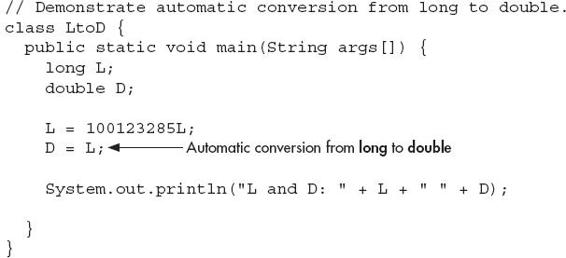 // Demonstrate automatic conversion from long to double.
class LtoD {
  public static void main(String args[]) {
    long L;
    double D;

    L = 100123285L;
    D = L; Automatic conversion from long to double

    System.out.println("L and D: " + L + " " + D);

  }
}